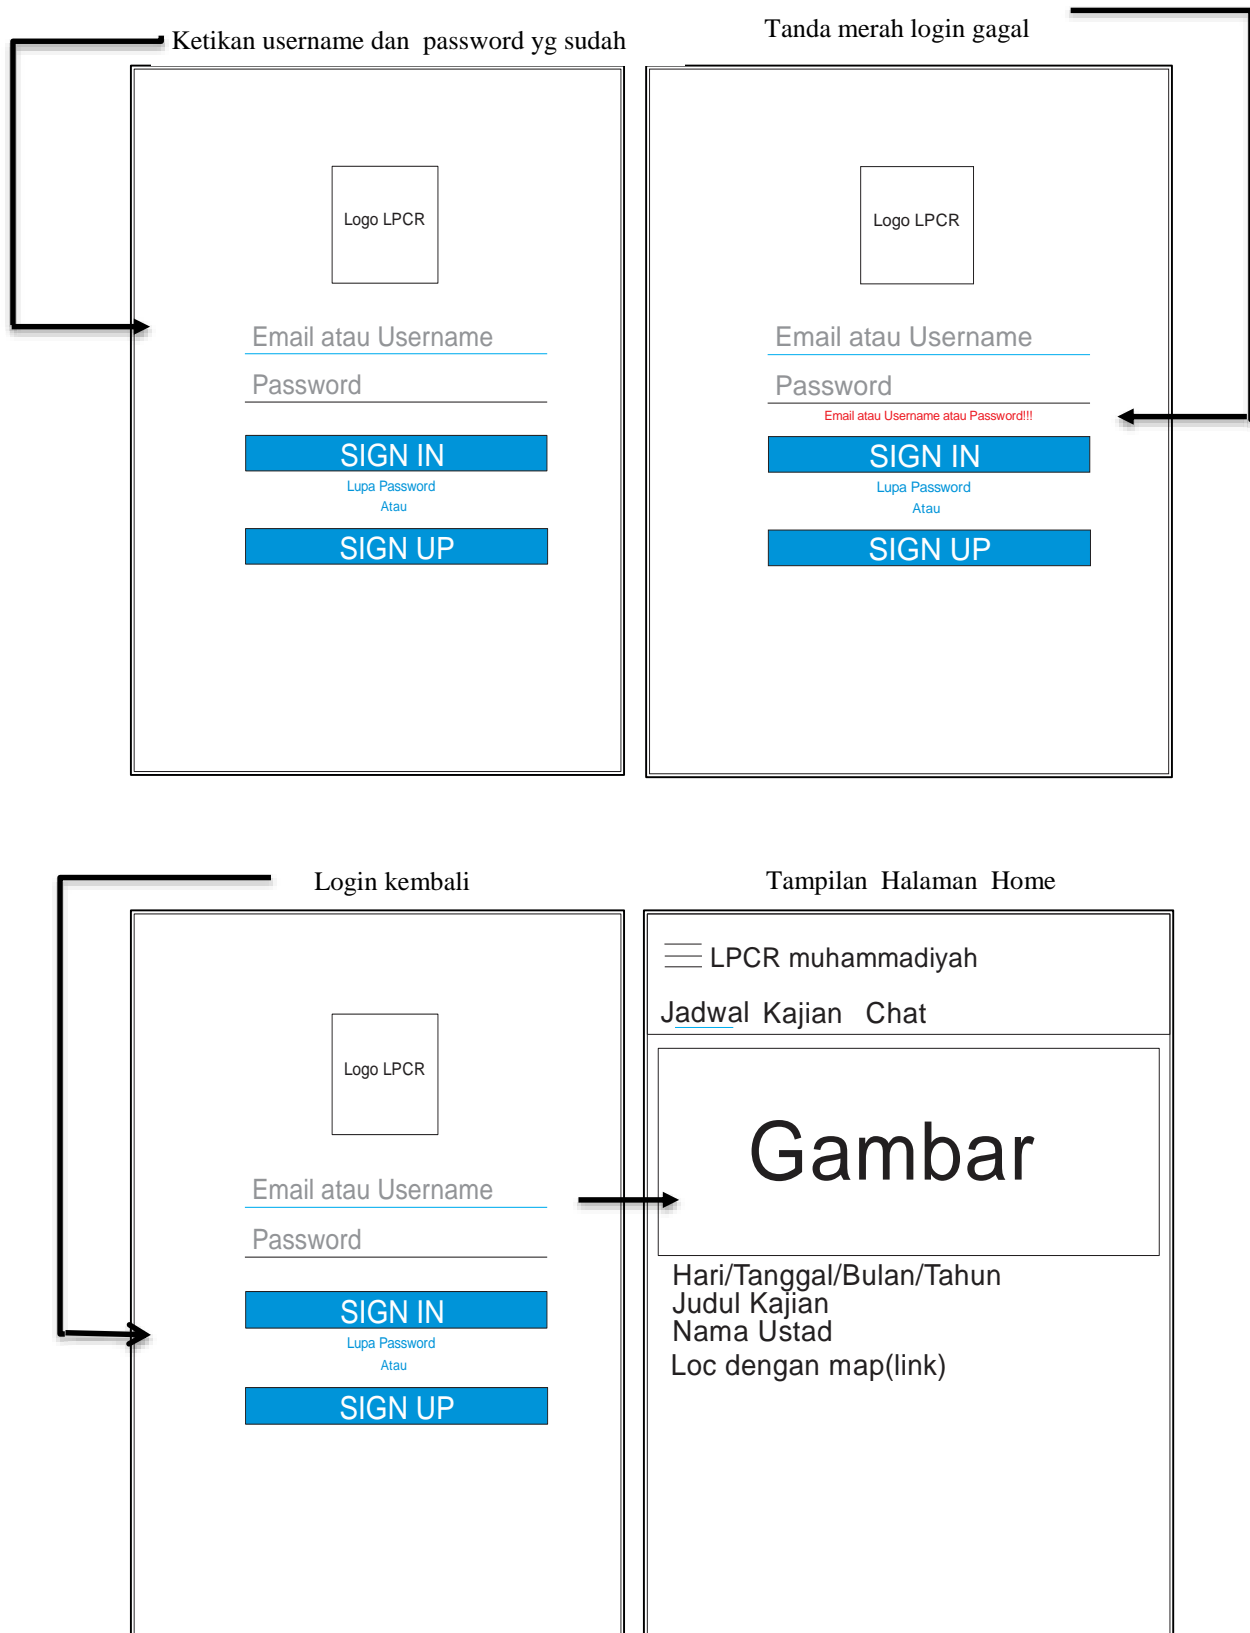 Ketikan username dan password yg sudah
Tanda merah login gagal
Logo LPCR
Email atau Username
Password
SIGN IN
Lupa Password
Atau
SIGN UP
Logo LPCR
Email atau Username
Password
Email atau Username atau Password!!!
SIGN IN
Lupa Password
Atau
SIGN UP
Login kembali
Tampilan Halaman Home
Logo LPCR
Email atau Username
Password
SIGN IN
Lupa Password
Atau
SIGN UP
LPCR muhammadiyah
Jadwal Kajian Chat
Gambar
Hari/Tanggal/Bulan/Tahun
Judul Kajian
Nama Ustad
Loc dengan map(link)